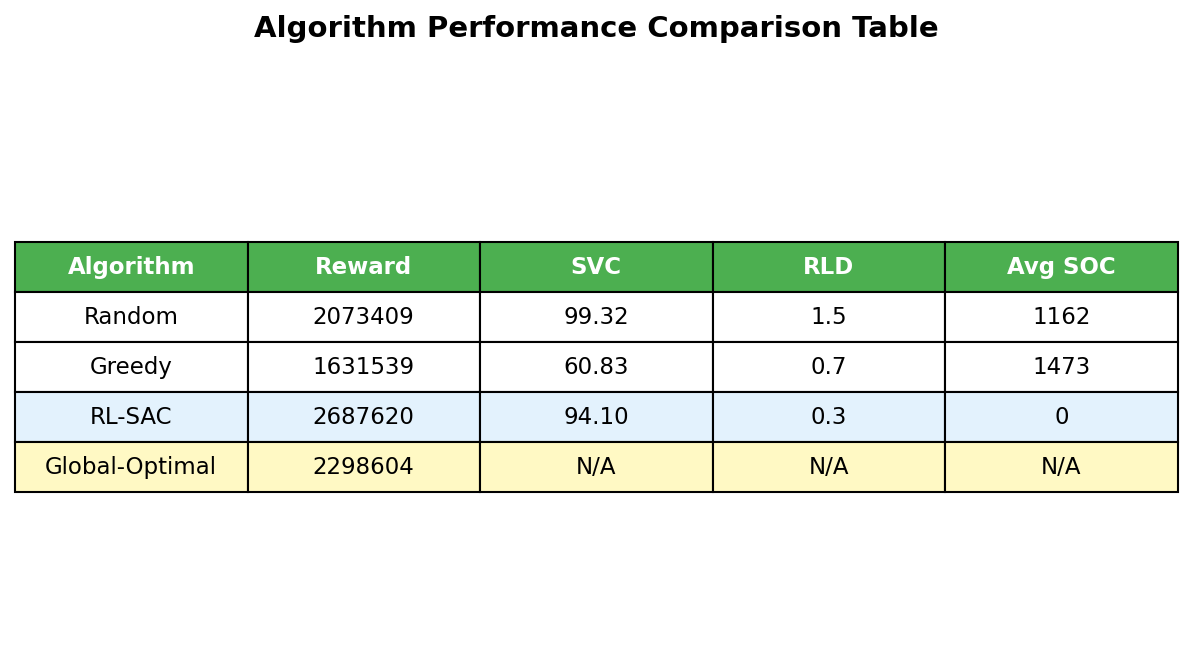 Algorithm Performance Comparison Table
Algorithm Reward SVC RLD Avg SOC
Random 2073409 99.32 1.5 1162
Greedy 1631539 60.83 0.7 1473
RL-SAC 2687620 94.10 0.3 0
Global-Optimal 2298604 N/A N/A N/A